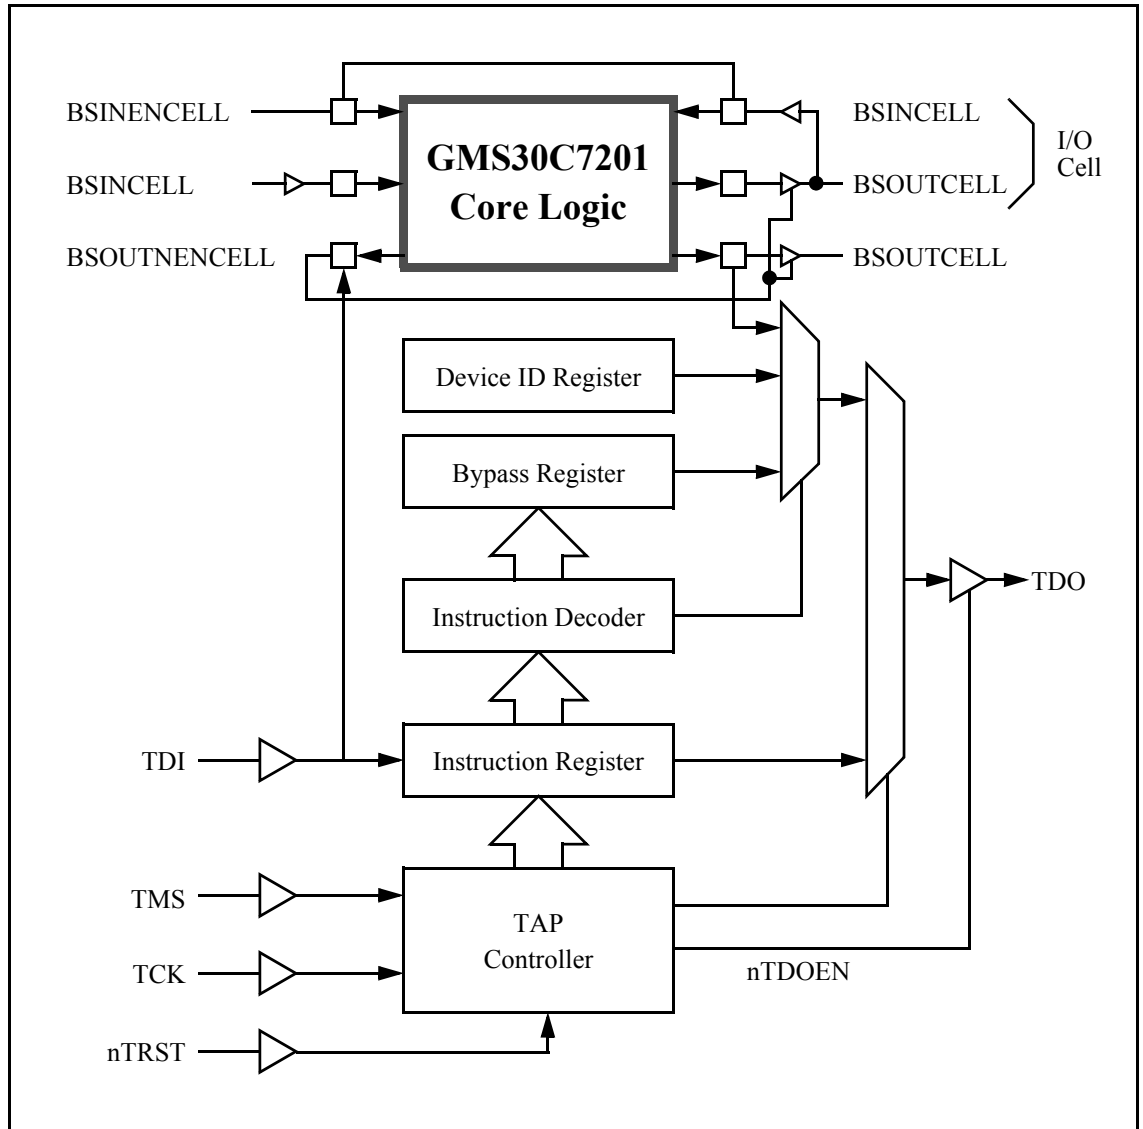 BSINENCELL
BSINCELL
I/O
Cell
GMS30C7201
Core Logic
BSINCELL
BSOUTCELL
BSOUTNENCELL
BSOUTCELL
Device ID Register
Bypass Register
Instruction Decoder
TDO
TDI
Instruction Register
TMS
TAP
Controller
TCK
nTDOEN
nTRST